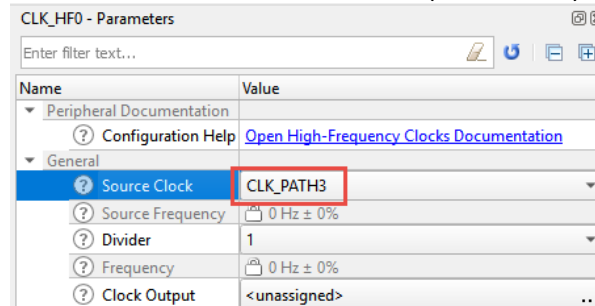 CLK_HF0 - Parameters
Enter filter text...
Name Value
Peripheral Documentation
? Configuration Help Open High-Frequency Clocks Documentation
General
? Source Clock CLK_PATH3
? Source Frequency 0 Hz ± 0%
? Divider 1
? Frequency 0 Hz ± 0%
? Clock Output <unassigned> ..